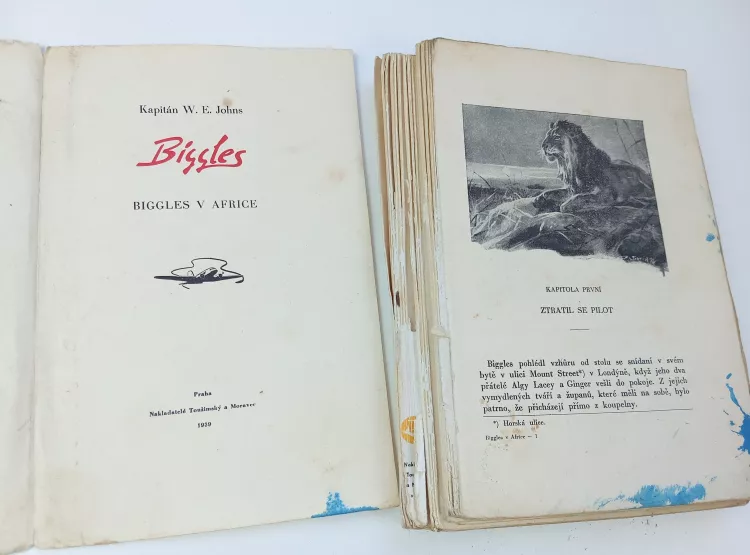 Kapitán W. E. Johns
Biggles
BIGGLES V AFRICE
Praha
Nakladatelé Toužimský a Moravec
1939
KAPITOLA PRVNÍ
ZTRATIL SE PILOT
Biggles pohlédl vzhůru od stolu se snídaní v svém
bytě v ulici Mount Street*) v Londýně, když jeho dva
přátelé Algy Lacey a Ginger vešli do pokoje. Z jejich
vymydlených tváří a županů, které měli na sobě, bylo
patrno, že přicházejí přímo z koupelny.
*) Horská ulice.
Biggles v Africe – 1